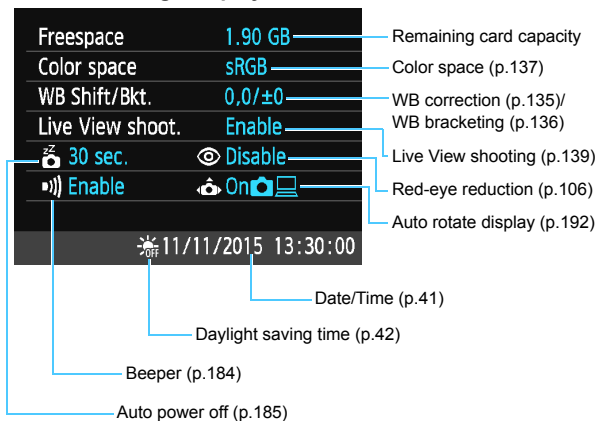 Freespace 1.90 GB Remaining card capacity
Color space sRGB Color space (p.137)
WB Shift/Bkt. 0,0/±0 WB correction (p.135)/
WB bracketing (p.136)
Live View shoot. Enable Live View shooting (p.139)
zZ 30 sec. Disable Red-eye reduction (p.106)
Enable On Auto rotate display (p.192)
OFF 11/11/2015 13:30:00
Date/Time (p.41)
Daylight saving time (p.42)
Beeper (p.184)
Auto power off (p.185)